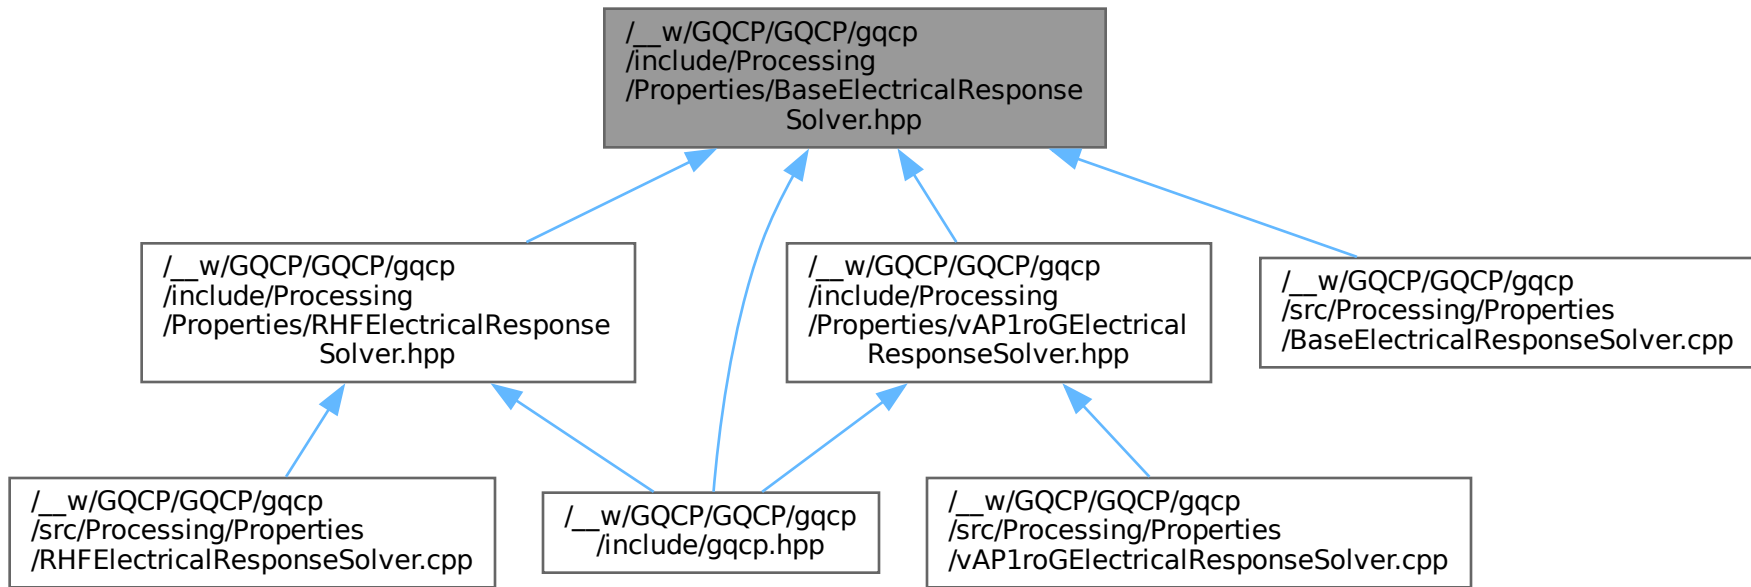 /__w/GQCP/GQCP/gqcp
/include/Processing
/Properties/BaseElectricalResponse
Solver.hpp
/__w/GQCP/GQCP/gqcp
/include/Processing
/Properties/RHFElectricalResponse
Solver.hpp
/__w/GQCP/GQCP/gqcp
/include/Processing
/Properties/vAP1roGElectrical
ResponseSolver.hpp
/__w/GQCP/GQCP/gqcp
/src/Processing/Properties
/BaseElectricalResponseSolver.cpp
/__w/GQCP/GQCP/gqcp
/src/Processing/Properties
/RHFElectricalResponseSolver.cpp
/__w/GQCP/GQCP/gqcp
/include/gqcp.hpp
/__w/GQCP/GQCP/gqcp
/src/Processing/Properties
/vAP1roGElectricalResponseSolver.cpp